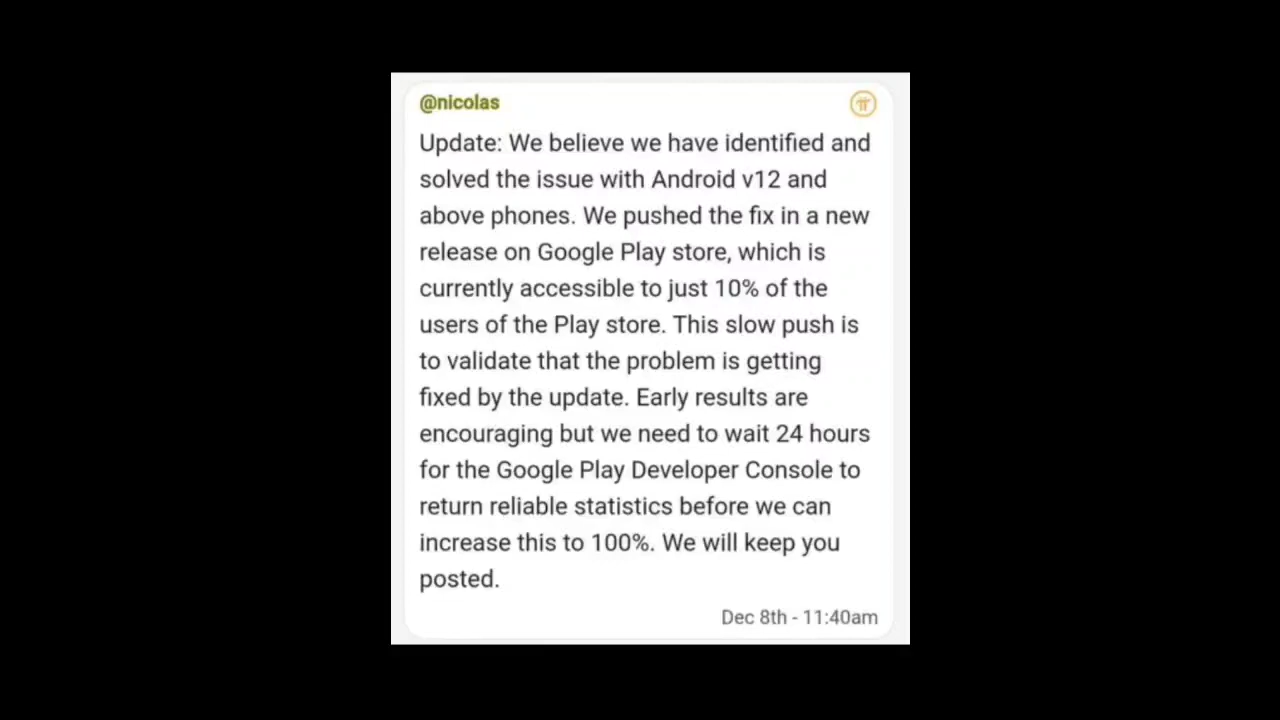 @nicolas
Update: We believe we have identified and
solved the issue with Android v12 and
above phones. We pushed the fix in a new
release on Google Play store, which is
currently accessible to just 10% of the
users of the Play store. This slow push is
to validate that the problem is getting
fixed by the update. Early results are
encouraging but we need to wait 24 hours
for the Google Play Developer Console to
return reliable statistics before we can
increase this to 100%. We will keep you
posted.
Dec 8th - 11:40am